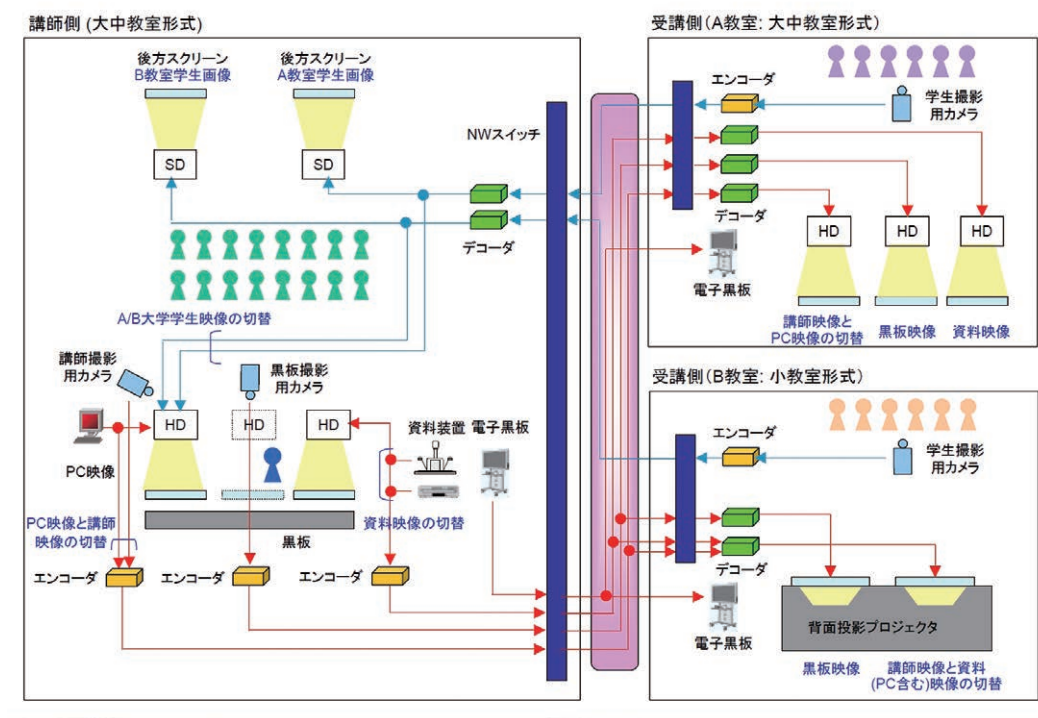 講師側 (大中教室形式)
後方スクリーン
B教室学生画像
後方スクリーン
A教室学生画像
NWスイッチ
SD
SD
デコーダ
A/B大学学生映像の切替
講師撮影
用カメラ
黒板撮影
用カメラ
HD
HD
HD
資料装置
電子黒板
PC映像
PC映像と講師
映像の切替
黒板
資料映像の切替
エンコーダ
エンコーダ
エンコーダ
受講側（A教室: 大中教室形式）
エンコーダ
学生撮影
用カメラ
デコーダ
HD
HD
HD
電子黒板
講師映像と
PC映像の切替
黒板映像
資料映像
受講側（B教室: 小教室形式）
エンコーダ
学生撮影
用カメラ
デコーダ
電子黒板
背面投影プロジェクタ
黒板映像
講師映像と資料
(PC含む)映像の切替